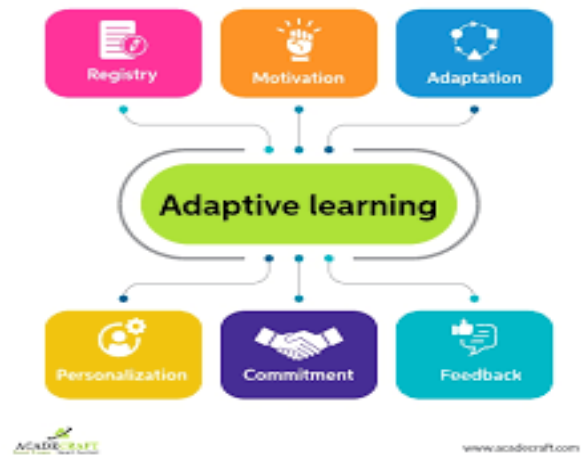 Registry
Motivation
Adaptation
Adaptive learning
Personalization
Commitment
Feedback
ACADECRAFT
www.acadecraft.com